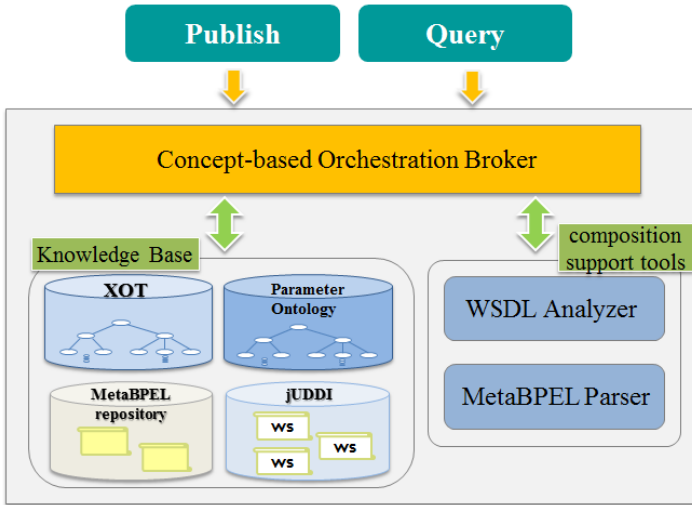 Publish
Query
Concept-based Orchestration Broker
Knowledge Base
composition
support tools
XOT
Parameter
Ontology
MetaBPEL
repository
jUDDI
ws
ws
ws
WSDL Analyzer
MetaBPEL Parser